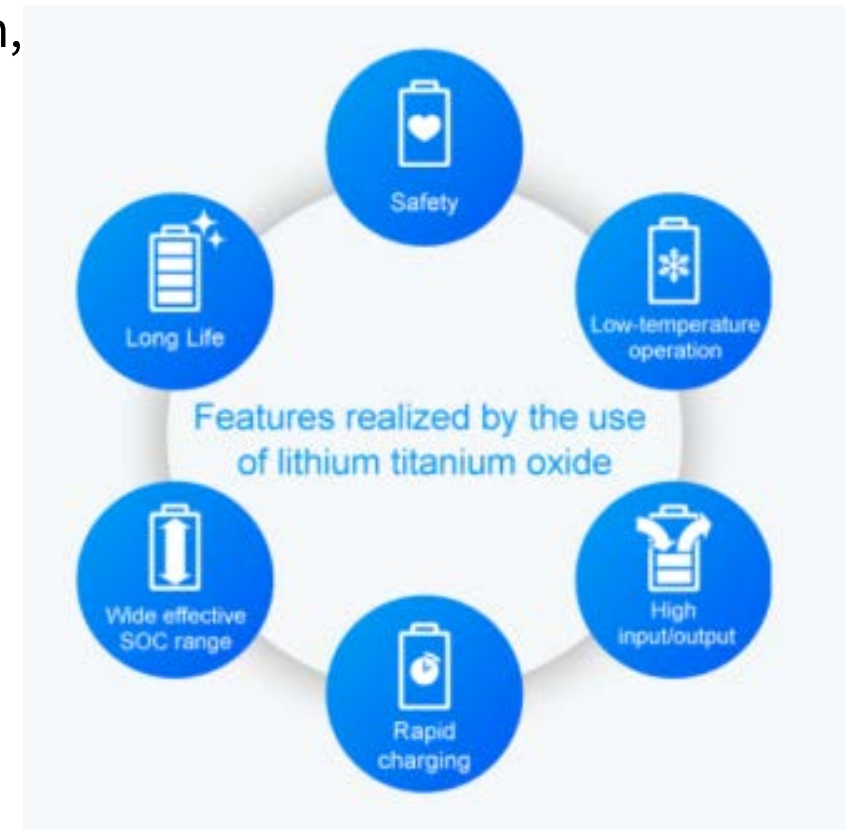 n,
Safety
Long Life
Low-temperature
operation
Features realized by the use
of lithium titanium oxide
Wide effective
SOC range
High
input/output
Rapid
charging